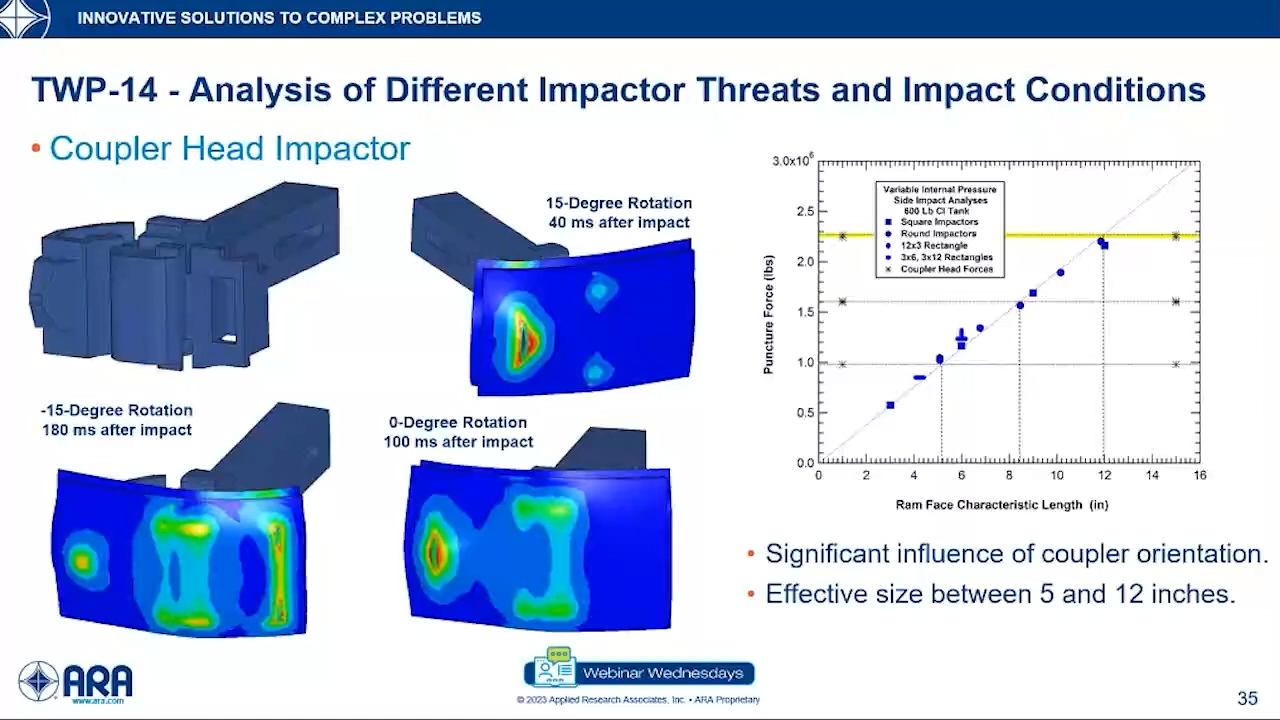 INNOVATIVE SOLUTIONS TO COMPLEX PROBLEMS
TWP-14 - Analysis of Different Impactor Threats and Impact Conditions
• Coupler Head Impactor
15-Degree Rotation
40 ms after impact
-15-Degree Rotation
180 ms after impact
0-Degree Rotation
100 ms after impact
3.0x10⁶
2.5
2.0
1.5
1.0
0.5
0.0
Puncture Force (lbs)
Variable Internal Pressure
Side Impact Analyses
600 Lb Cl Tank
Square Impactors
Round Impactors
12x3 Rectangle
3x6, 3x12 Rectangles
Coupler Head Forces
0 2 4 6 8 10 12 14 16
Ram Face Characteristic Length (in)
• Significant influence of coupler orientation.
• Effective size between 5 and 12 inches.
ARA
www.ara.com
Webinar Wednesdays
© 2023 Applied Research Associates, Inc. • ARA Proprietary
35